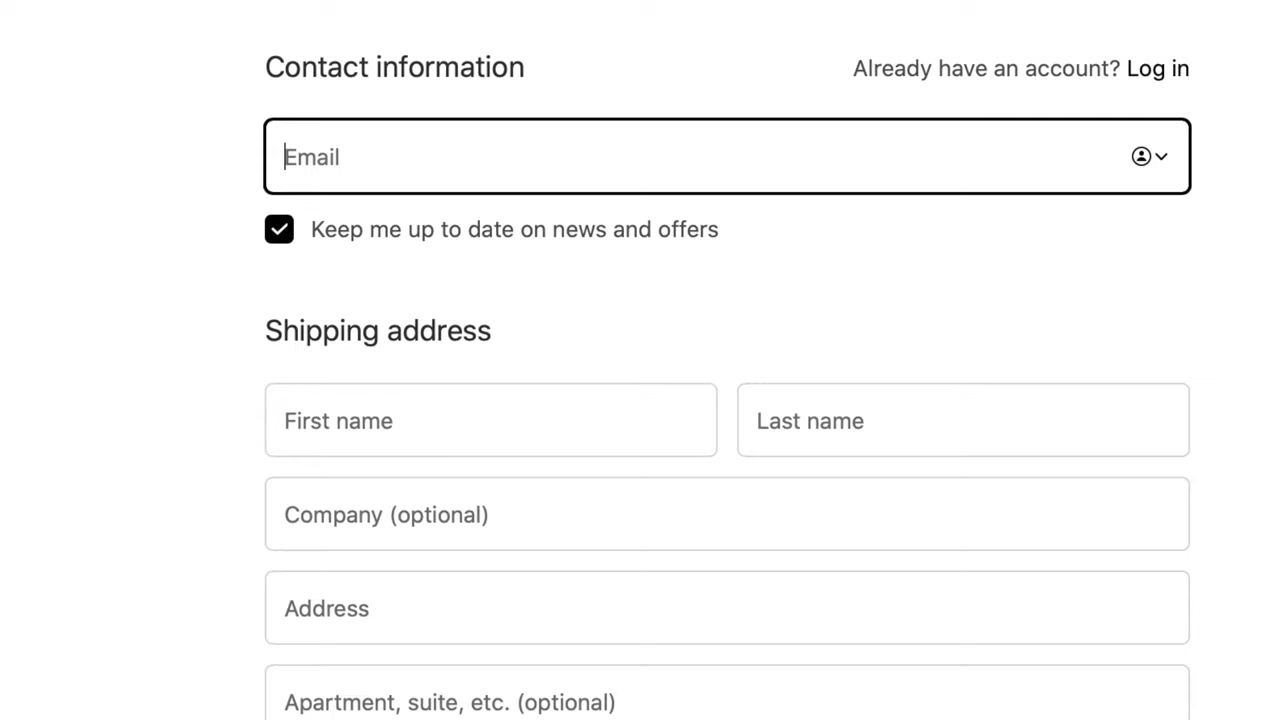 Contact information
Already have an account? Log in
Email
Keep me up to date on news and offers
Shipping address
First name
Last name
Company (optional)
Address
Apartment, suite, etc. (optional)